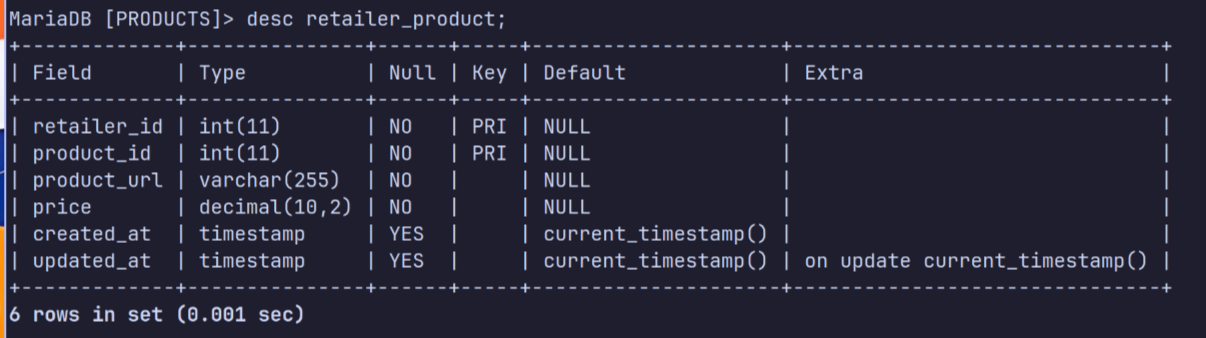 MariaDB [PRODUCTS]> desc retailer_product;
+-------------+---------------+------+-----+---------------------+-------------------------------+
| Field       | Type          | Null | Key | Default             | Extra                         |
+-------------+---------------+------+-----+---------------------+-------------------------------+
| retailer_id | int(11)       | NO   | PRI | NULL                |                               |
| product_id  | int(11)       | NO   | PRI | NULL                |                               |
| product_url | varchar(255)  | NO   |     | NULL                |                               |
| price       | decimal(10,2) | NO   |     | NULL                |                               |
| created_at  | timestamp     | YES  |     | current_timestamp() |                               |
| updated_at  | timestamp     | YES  |     | current_timestamp() | on update current_timestamp() |
+-------------+---------------+------+-----+---------------------+-------------------------------+
6 rows in set (0.001 sec)